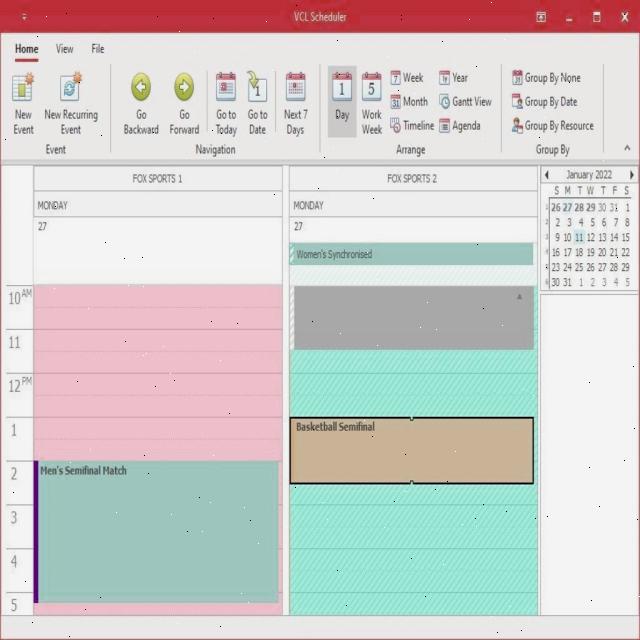 VCL Scheduler
Home View File
New Event
New Recurring Event
Event
Go Backward
Go Forward
Go to Today
Go to Date
Next 7 Days
Navigation
Day
Work Week
Week
Month
Timeline
Year
Gantt View
Agenda
Arrange
Group By None
Group By Date
Group By Resource
Group By
FOX SPORTS 1
FOX SPORTS 2
MONDAY
MONDAY
27
27
Women's Synchronised
10 AM
11
12 PM
1
Basketball Semifinal
2
Men's Semifinal Match
3
4
5
January 2022
S M T W T F S
26 27 28 29 30 31 1
2 3 4 5 6 7 8
9 10 11 12 13 14 15
16 17 18 19 20 21 22
23 24 25 26 27 28 29
30 31 1 2 3 4 5